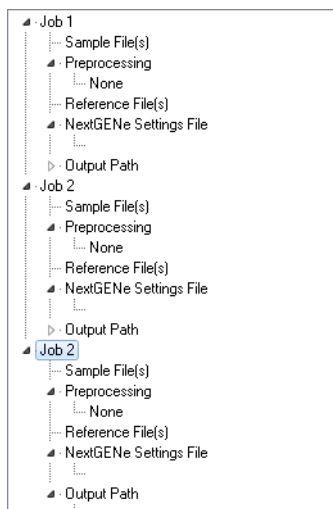 Job 1
Sample File(s)
Preprocessing
None
Reference File(s)
NextGENe Settings File
Output Path
Job 2
Sample File(s)
Preprocessing
None
Reference File(s)
NextGENe Settings File
Output Path
Job 2
Sample File(s)
Preprocessing
None
Reference File(s)
NextGENe Settings File
Output Path